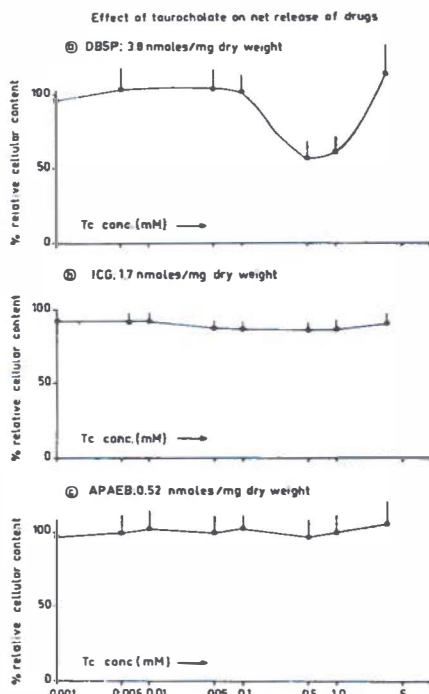 Effect of taurocholate on net release of drugs
ⓐ DBSP; 3.8 nmoles/mg dry weight
% relative cellular content
100
50
0
Tc conc.(mM) →
ⓑ ICG; 1.7 nmoles/mg dry weight
% relative cellular content
100
50
0
Tc conc.(mM) →
ⓒ APAEB; 0.52 nmoles/mg dry weight
% relative cellular content
100
50
0
Tc conc (mM) →
0.001 0.005 0.01 0.05 0.1 0.5 1.0 5